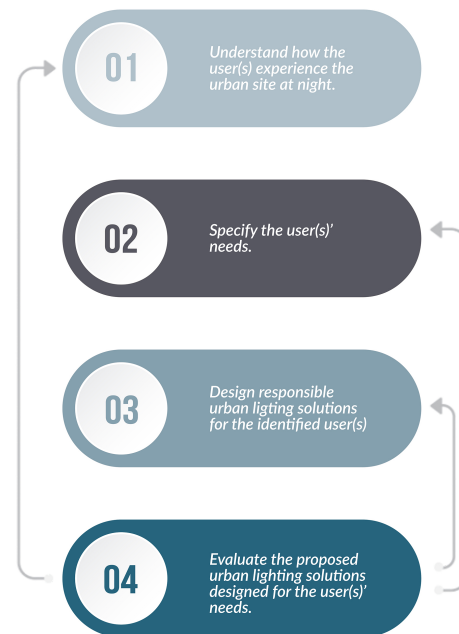 01
Understand how the
user(s) experience the
urban site at night.
02
Specify the user(s)'
needs.
03
Design responsible
urban ligting solutions
for the identified user(s)
04
Evaluate the proposed
urban lighting solutions
designed for the user(s)'
needs.